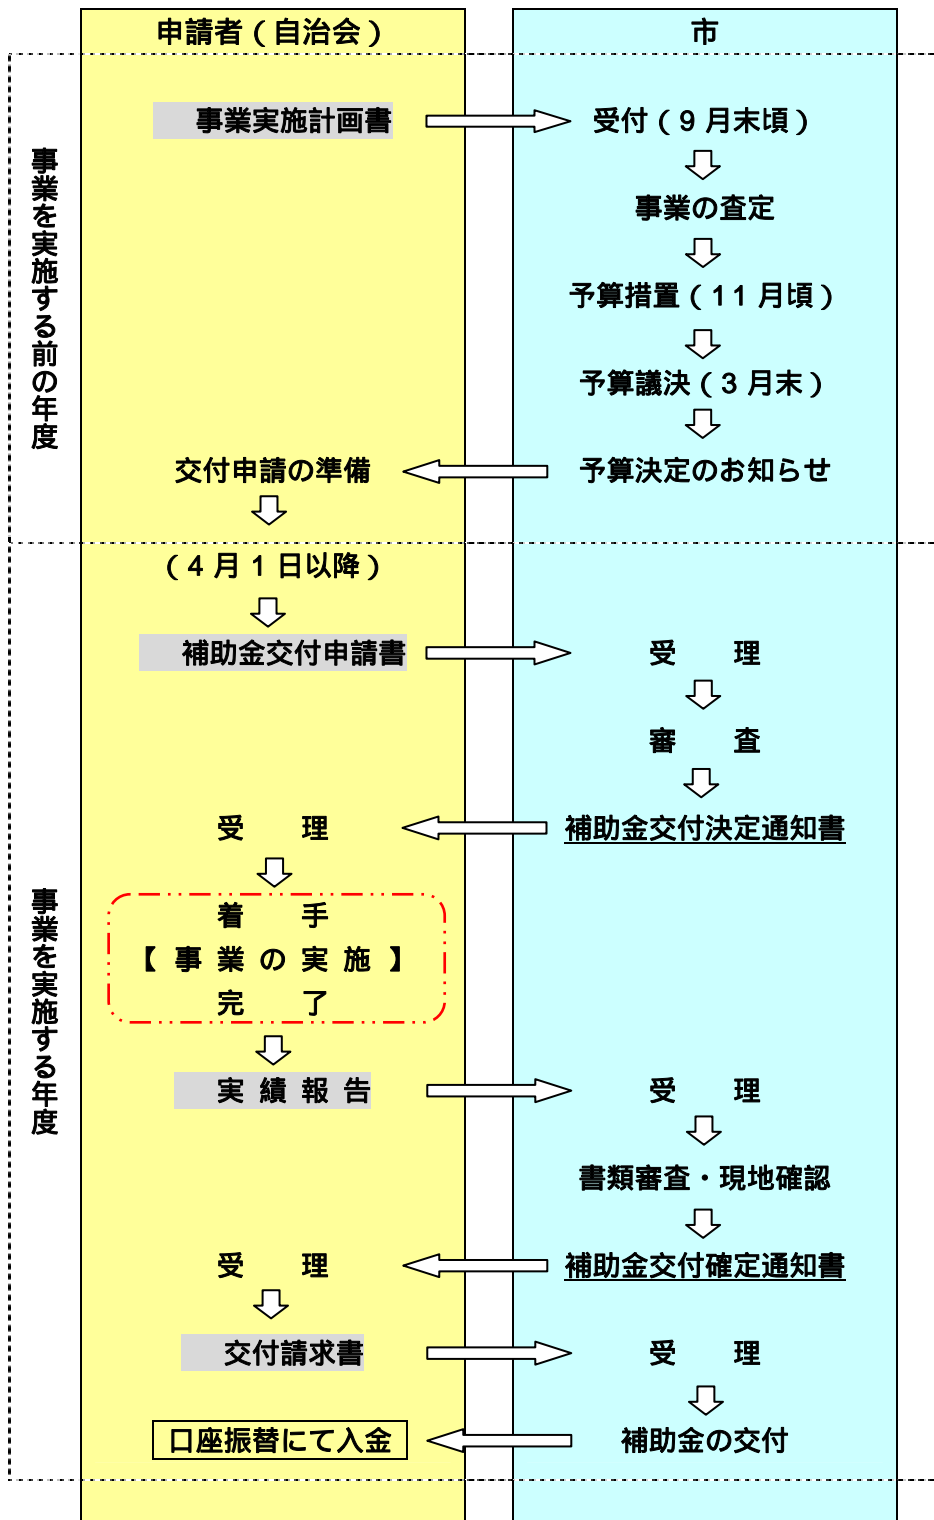 申請者（自治会）
市
事業を実施する前の年度
事業実施計画書
受付（9月末頃）
事業の査定
予算措置（11月頃）
予算議決（3月末）
交付申請の準備
予算決定のお知らせ
事業を実施する年度
（4月1日以降）
補助金交付申請書
受　理
審　査
受　理
補助金交付決定通知書
着　手
【事業の実施】
完　了
実績報告
受　理
書類審査・現地確認
受　理
補助金交付確定通知書
交付請求書
受　理
口座振替にて入金
補助金の交付